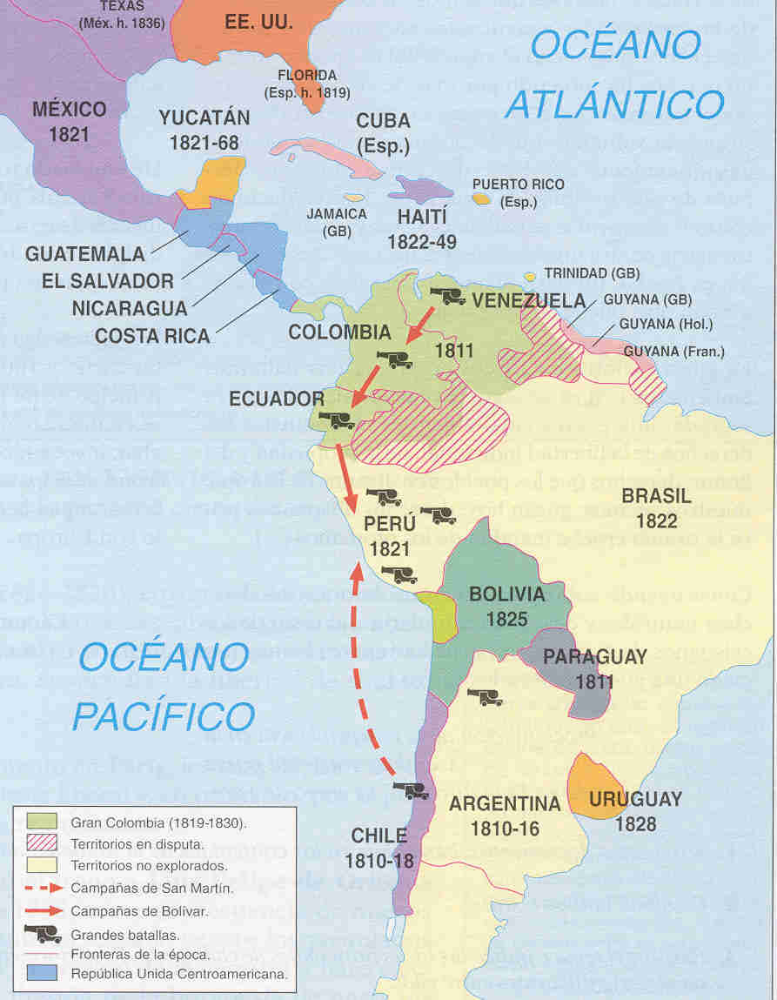 TEXAS
(Méx. h. 1836)
EE. UU.
OCÉANO
ATLÁNTICO
FLORIDA
(Esp. h. 1819)
MÉXICO
1821
YUCATÁN
1821-68
CUBA
(Esp.)
JAMAICA
(GB)
HAITÍ
1822-49
PUERTO RICO
(Esp.)
GUATEMALA
EL SALVADOR
NICARAGUA
COSTA RICA
TRINIDAD (GB)
VENEZUELA
1811
GUYANA (GB)
GUYANA (Hol.)
GUYANA (Fran.)
COLOMBIA
ECUADOR
BRASIL
1822
PERÚ
1821
BOLIVIA
1825
PARAGUAY
1811
OCÉANO
PACÍFICO
ARGENTINA
1810-16
URUGUAY
1828
CHILE
1810-18
Gran Colombia (1819-1830).
Territorios en disputa.
Territorios no explorados.
Campañas de San Martín.
Campañas de Bolívar.
Grandes batallas.
Fronteras de la época.
República Unida Centroamericana.